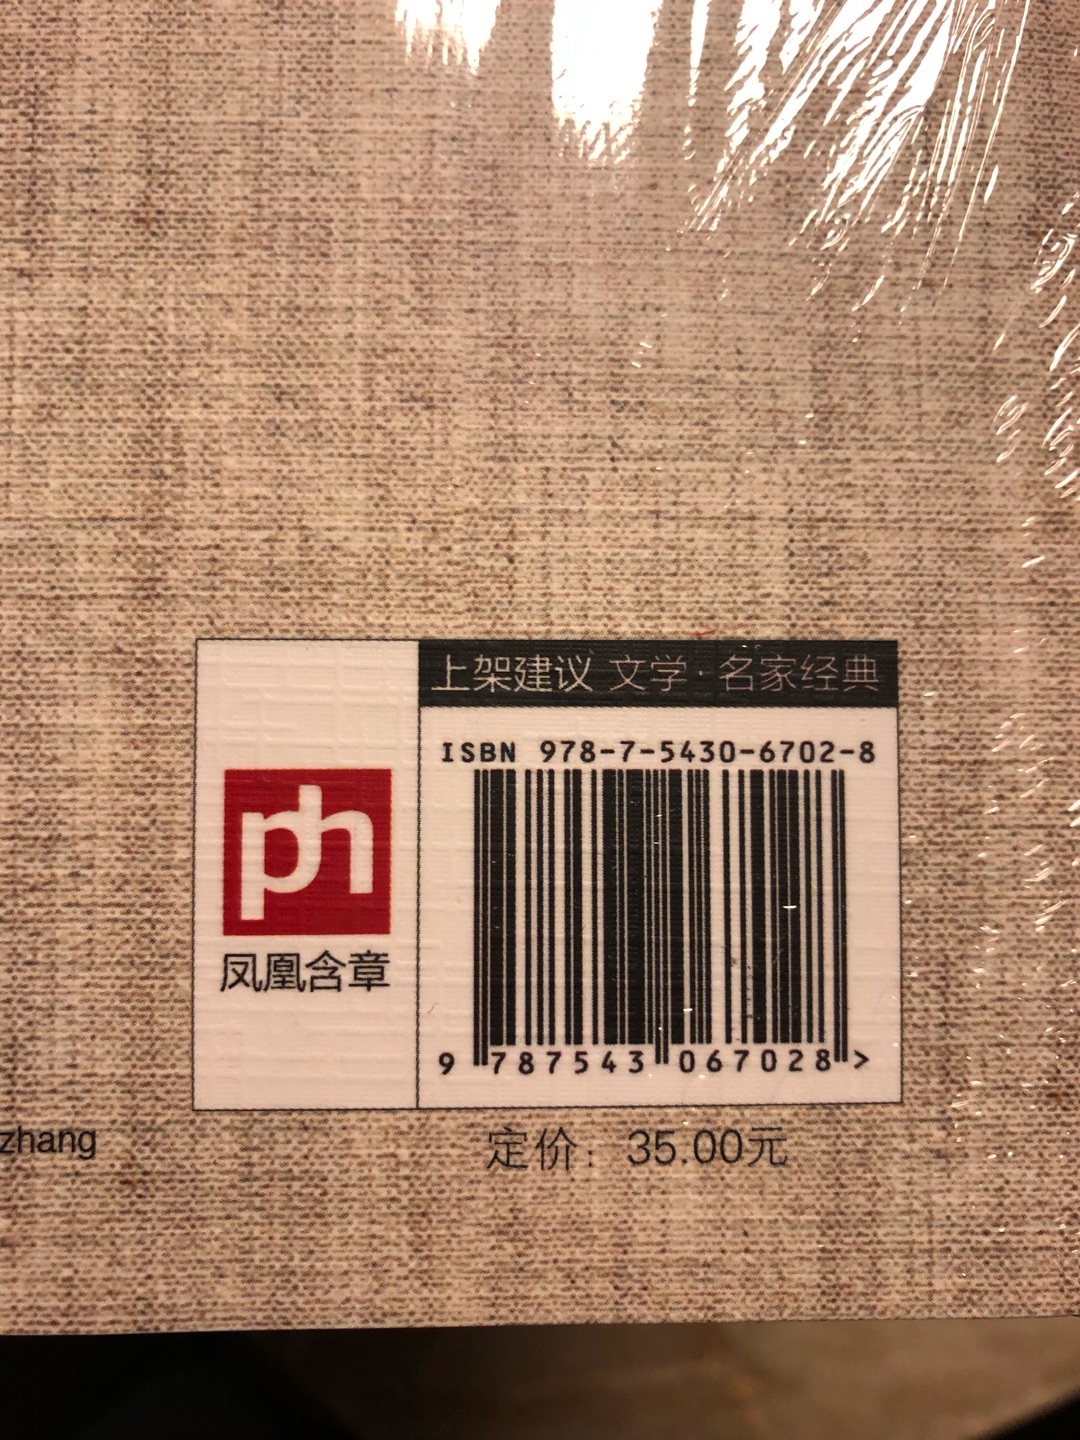 上架建议 文学·名家经典
ISBN 978-7-5430-6702-8
ph
凤凰含章
9 787543 067028 >
zhang
定价：35.00元